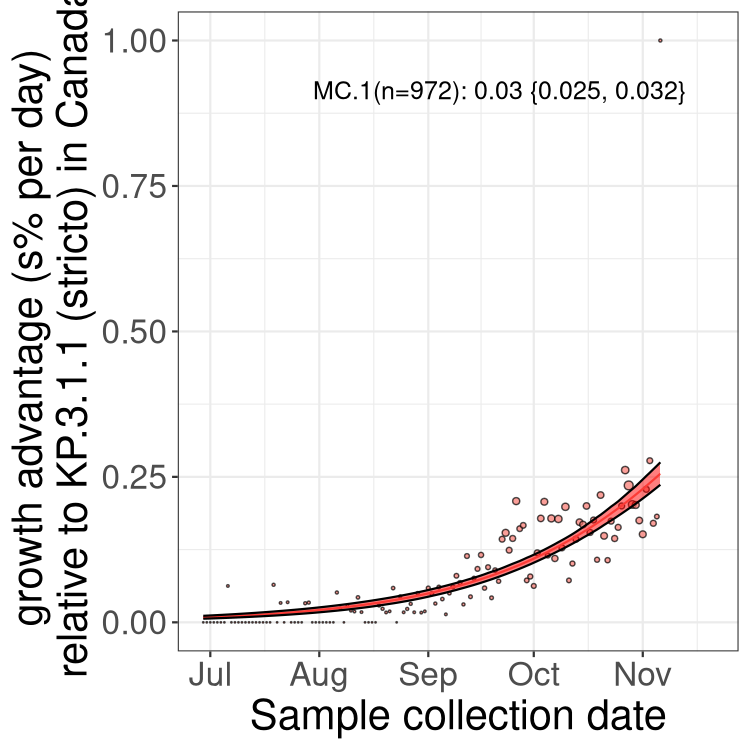 growth advantage (s% per day)
relative to KP.3.1.1 (stricto) in Canada
1.00
0.75
0.50
0.25
0.00
MC.1(n=972): 0.03 {0.025, 0.032}
Jul Aug Sep Oct Nov
Sample collection date